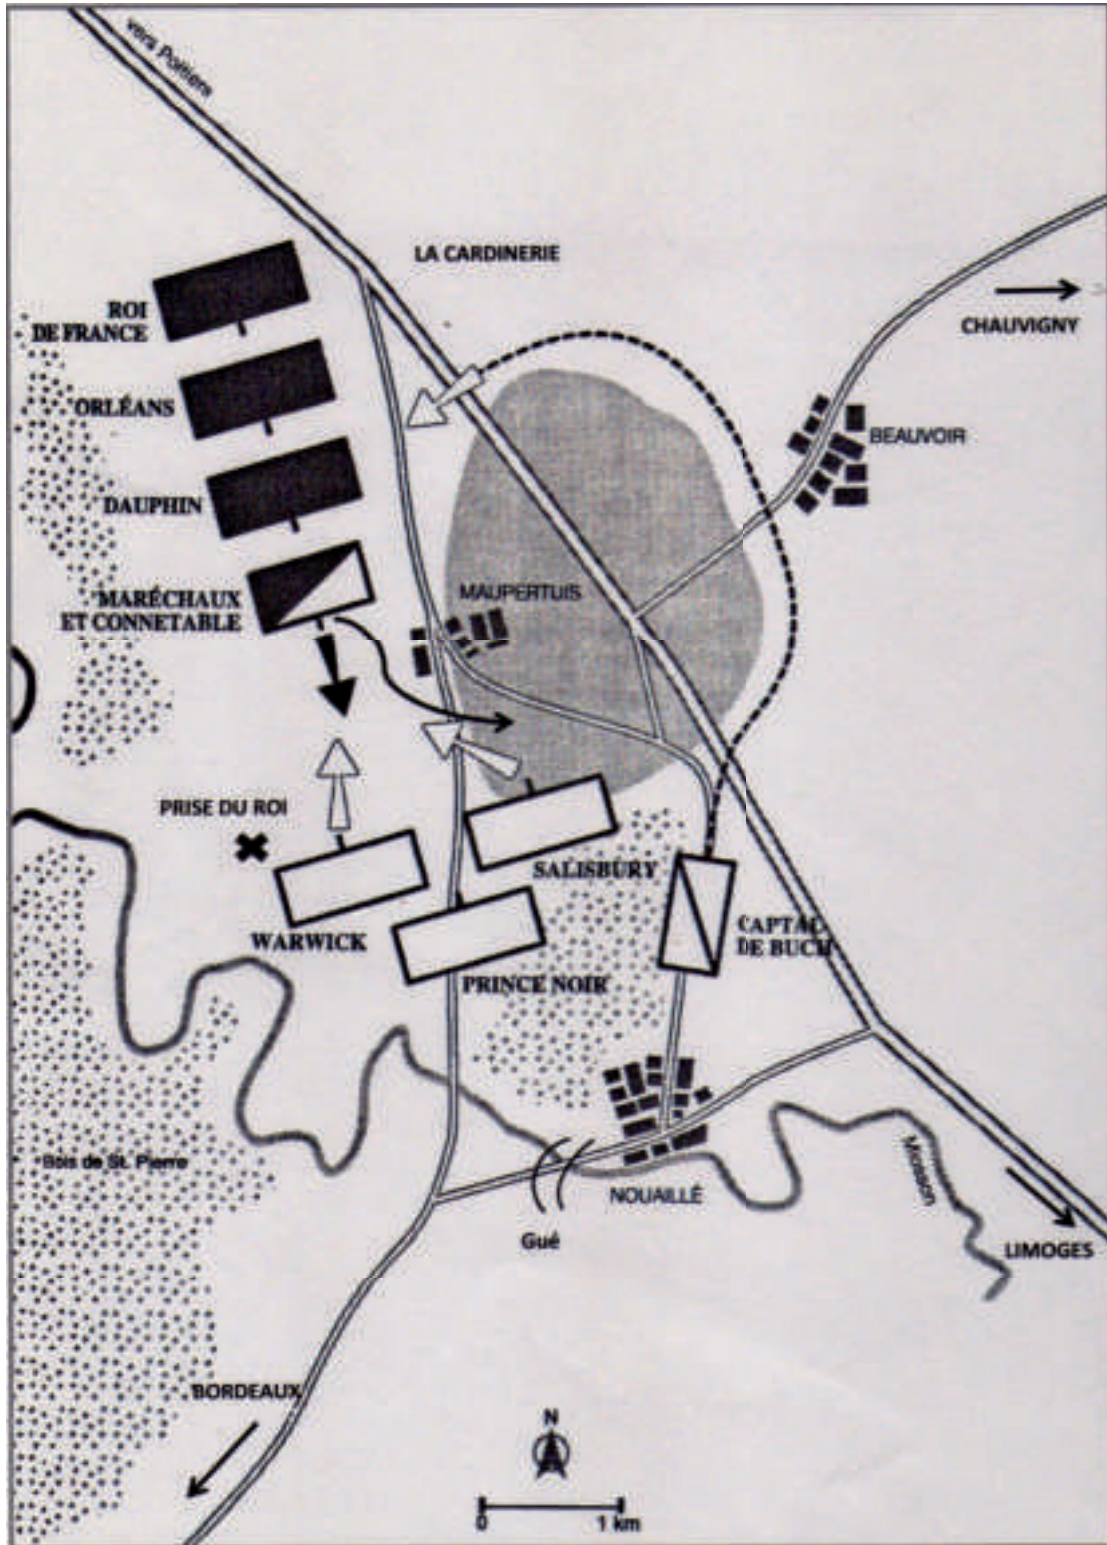 vers Poitiers
LA CARDINERIE
ROI
DE FRANCE
CHAUVIGNY
ORLÉANS
BEAUVOIR
DAUPHIN
MAUPERTUIS
MARÉCHAUX
ET CONNETABLE
PRISE DU ROI
SALISBURY
WARWICK
CAPTAL
DE BUCH
PRINCE NOIR
Bois de St. Pierre
Miosson
NOUAILLÉ
Gué
LIMOGES
BORDEAUX
N
0 1 km